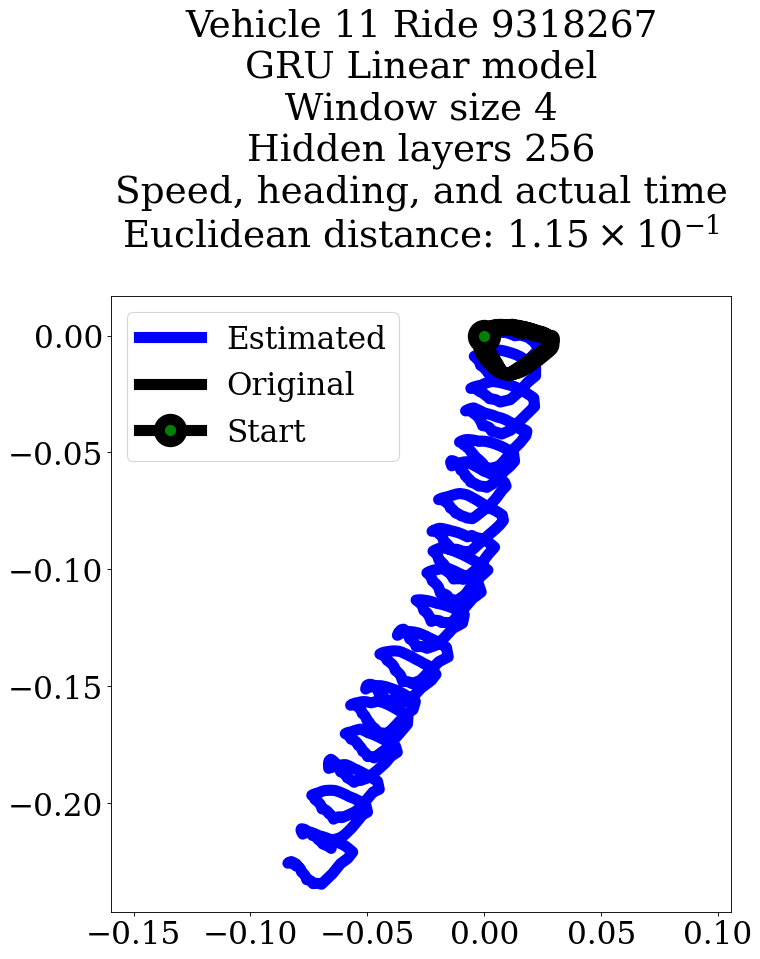 Vehicle 11 Ride 9318267
GRU Linear model
Window size 4
Hidden layers 256
Speed, heading, and actual time
Euclidean distance: 1.15 × 10⁻¹
Estimated
Original
Start
0.00
−0.05
−0.10
−0.15
−0.20
−0.15 −0.10 −0.05 0.00 0.05 0.10